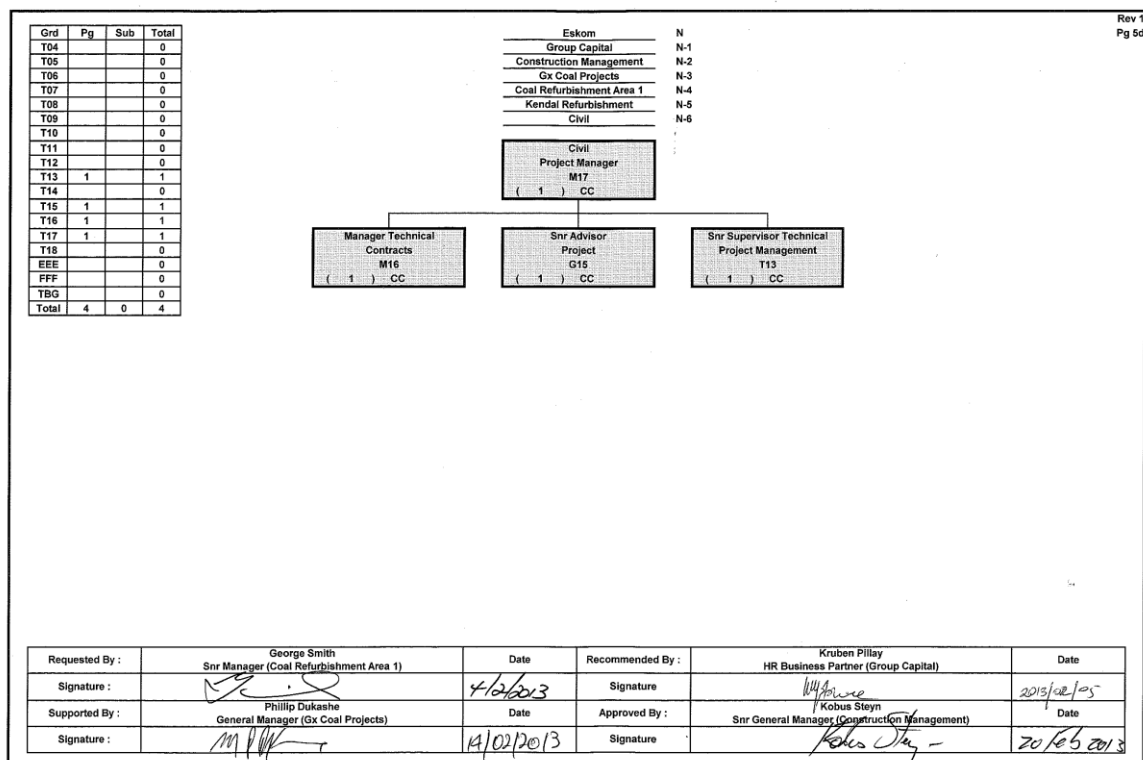 Rev 1
Pg 5d
Grd Pg Sub Total
T04 0
T05 0
T06 0
T07 0
T08 0
T09 0
T10 0
T11 0
T12 0
T13 1 1
T14 0
T15 1 1
T16 1 1
T17 1 1
T18 0
EEE 0
FFF 0
TBG 0
Total 4 0 4
Eskom N
Group Capital N-1
Construction Management N-2
Gx Coal Projects N-3
Coal Refurbishment Area 1 N-4
Kendal Refurbishment N-5
Civil N-6
Civil
Project Manager
M17
( 1 ) CC
Manager Technical
Contracts
M16
( 1 ) CC
Snr Advisor
Project
G15
( 1 ) CC
Snr Supervisor Technical
Project Management
T13
( 1 ) CC
Requested By : George Smith Date Recommended By : Kruben Pillay Date
Snr Manager (Coal Refurbishment Area 1) HR Business Partner (Group Capital)
Signature : 4/2/2013 Signature 2013/02/05
Supported By : Phillip Dukashe Date Approved By : Kobus Steyn Date
General Manager (Gx Coal Projects) Snr General Manager (Construction Management)
Signature : 14/02/2013 Signature Kobus Steyn 20 Feb 2013